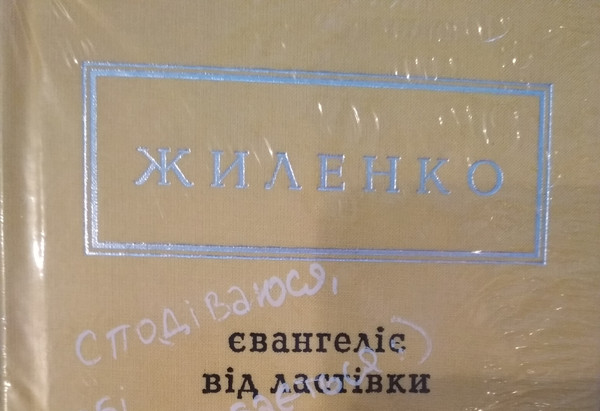 ЖИЛЕНКО
Сподіваюся,
євангеліє
від ластівки